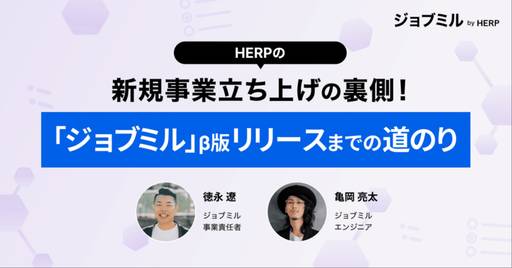 ジョブミル by HERP
HERPの
新規事業立ち上げの裏側！
「ジョブミル」β版リリースまでの道のり
徳永 遼
ジョブミル
事業責任者
亀岡 亮太
ジョブミル
エンジニア